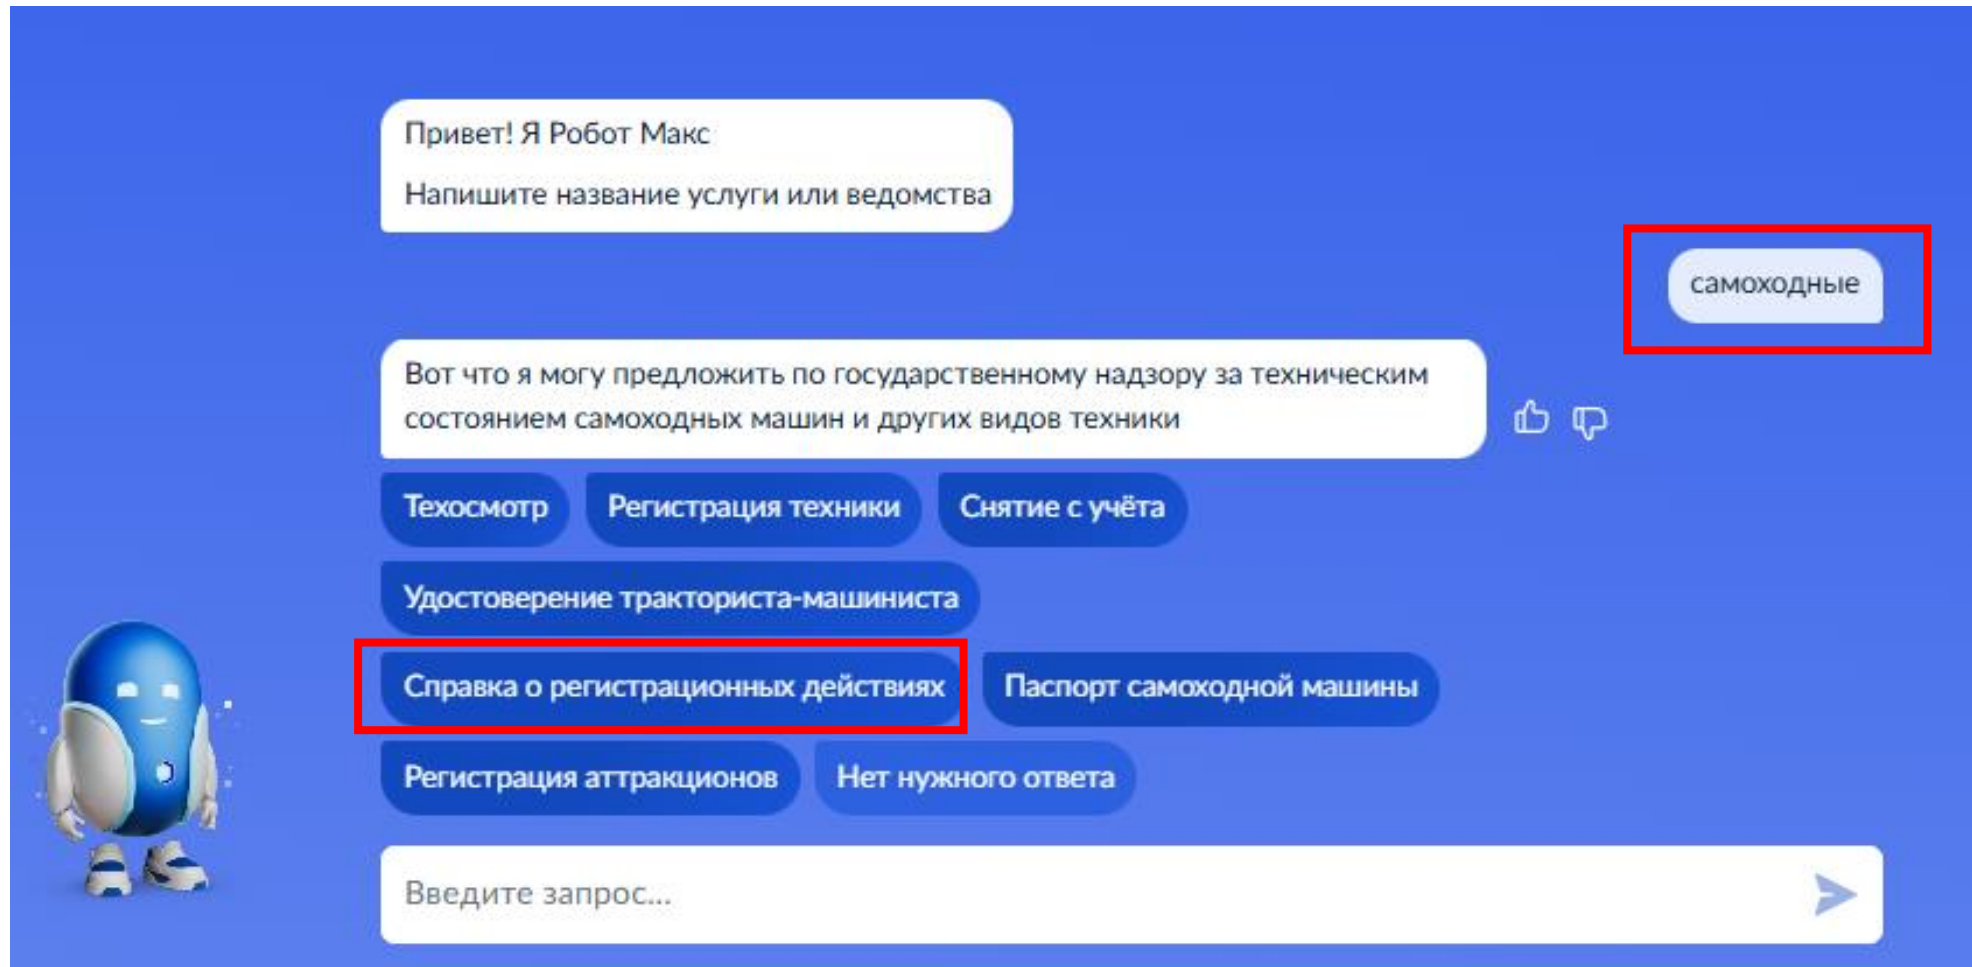 Привет! Я Робот Макс
Напишите название услуги или ведомства
самоходные
Вот что я могу предложить по государственному надзору за техническим
состоянием самоходных машин и других видов техники
Техосмотр Регистрация техники Снятие с учёта
Удостоверение тракториста-машиниста
Справка о регистрационных действиях Паспорт самоходной машины
Регистрация аттракционов Нет нужного ответа
Введите запрос...